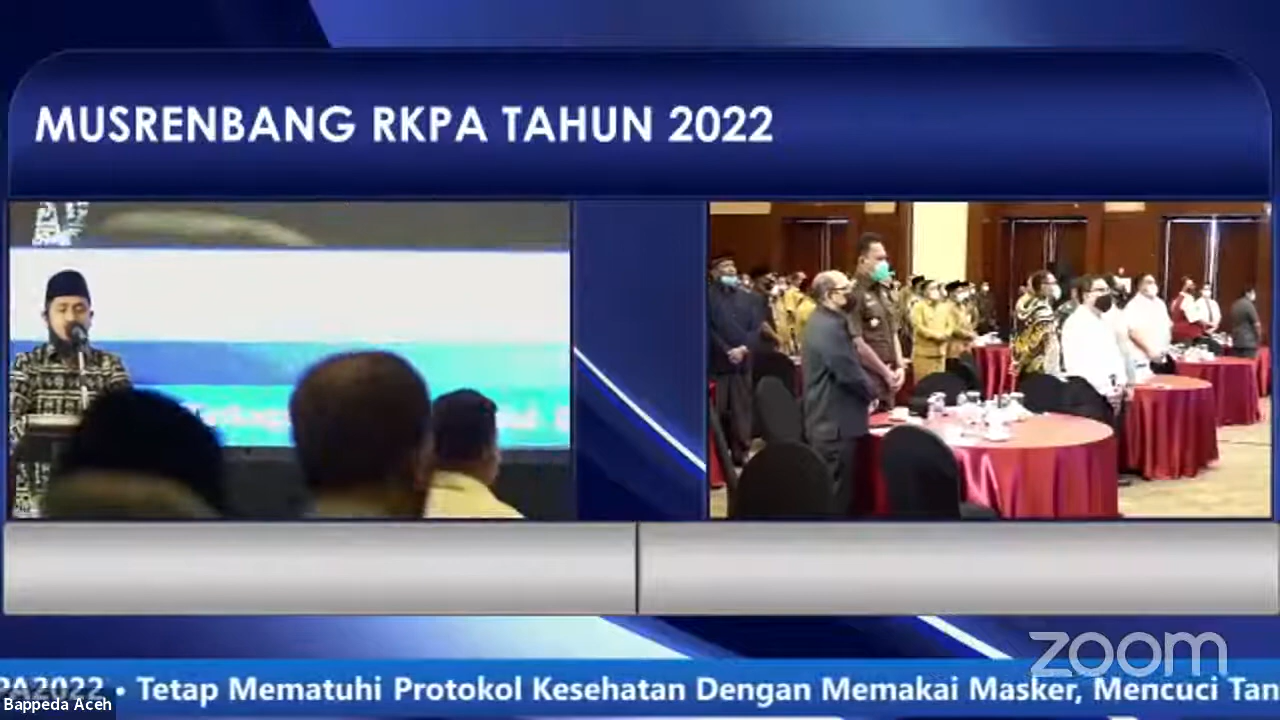 MUSRENBANG RKPA TAHUN 2022
zoom
PA2022 • Tetap Mematuhi Protokol Kesehatan Dengan Memakai Masker, Mencuci Tan
Bappeda Aceh